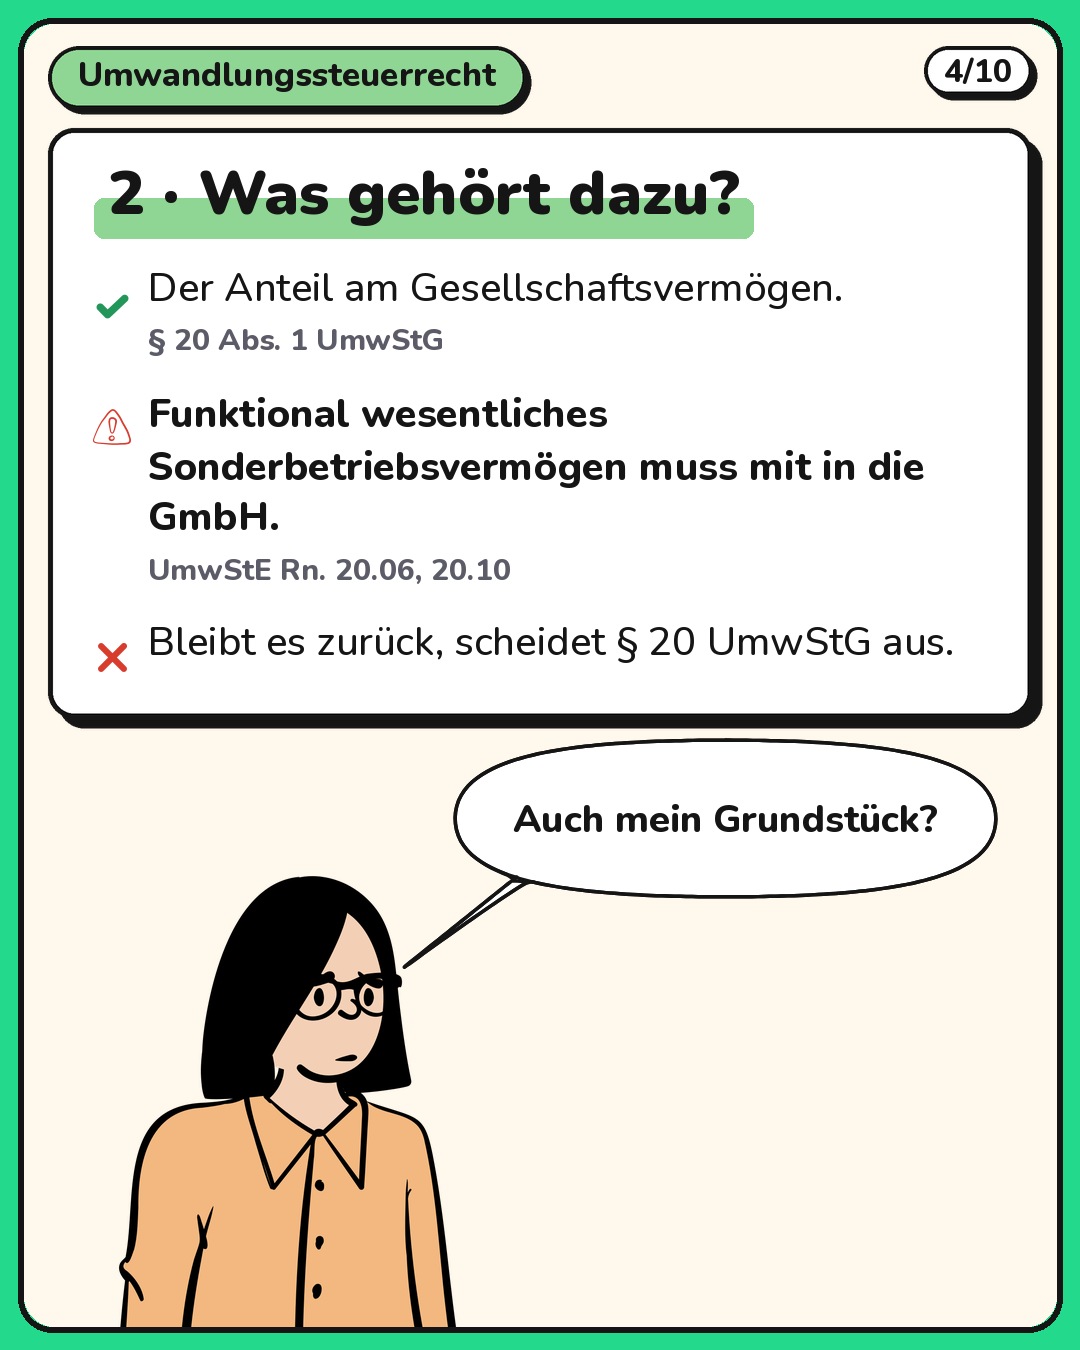 Umwandlungssteuerrecht
4/10
2 · Was gehört dazu?
Der Anteil am Gesellschaftsvermögen.
§ 20 Abs. 1 UmwStG
Funktional wesentliches
Sonderbetriebsvermögen muss mit in die
GmbH.
UmwStE Rn. 20.06, 20.10
Bleibt es zurück, scheidet § 20 UmwStG aus.
Auch mein Grundstück?